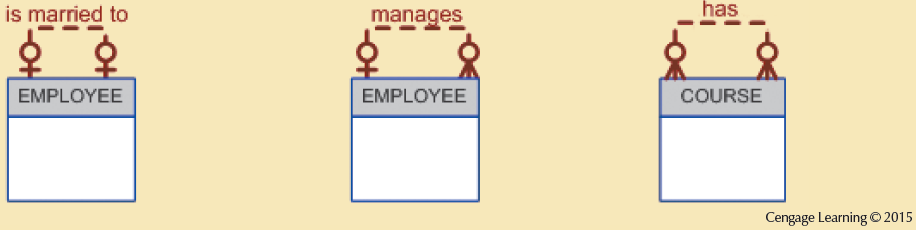 is married to
manages
has
EMPLOYEE
EMPLOYEE
COURSE
Cengage Learning © 2015